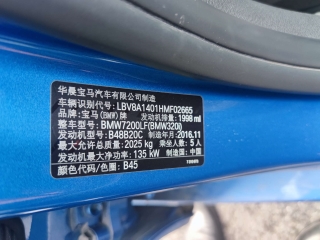 华晨宝马汽车有限公司制造
车辆识别代号: LBV8A1401HMF02665
品牌: 宝马(BMW)牌 发动机排量: 1998 ml
整车型号: BMW7200LF(BMW320i)
发动机型号: B48B20C 制造年月: 2016.11
最大允许总质量: 2025 kg 乘坐人数: 5人
发动机最大净功率: 135 kW 制造国: 中国
颜色代码/色圈: B45